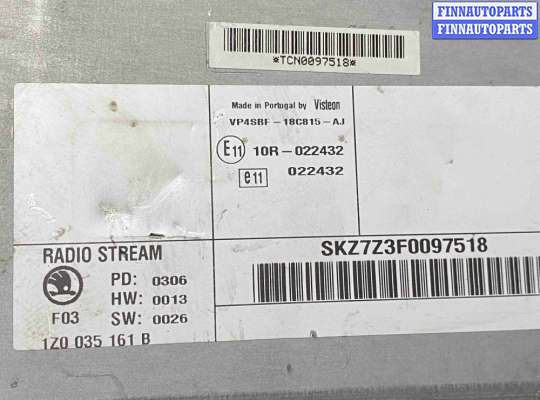 FINNAUTOPARTS
FINNAUTOPARTS
*TCN0097518*
Made in Portugal by Visteon
VP4SBF-18C815-AJ
E11 10R-022432
e11 022432
RADIO STREAM
SKZ7Z3F0097518
PD: 0306
HW: 0013
F03 SW: 0026
1Z0 035 161 B